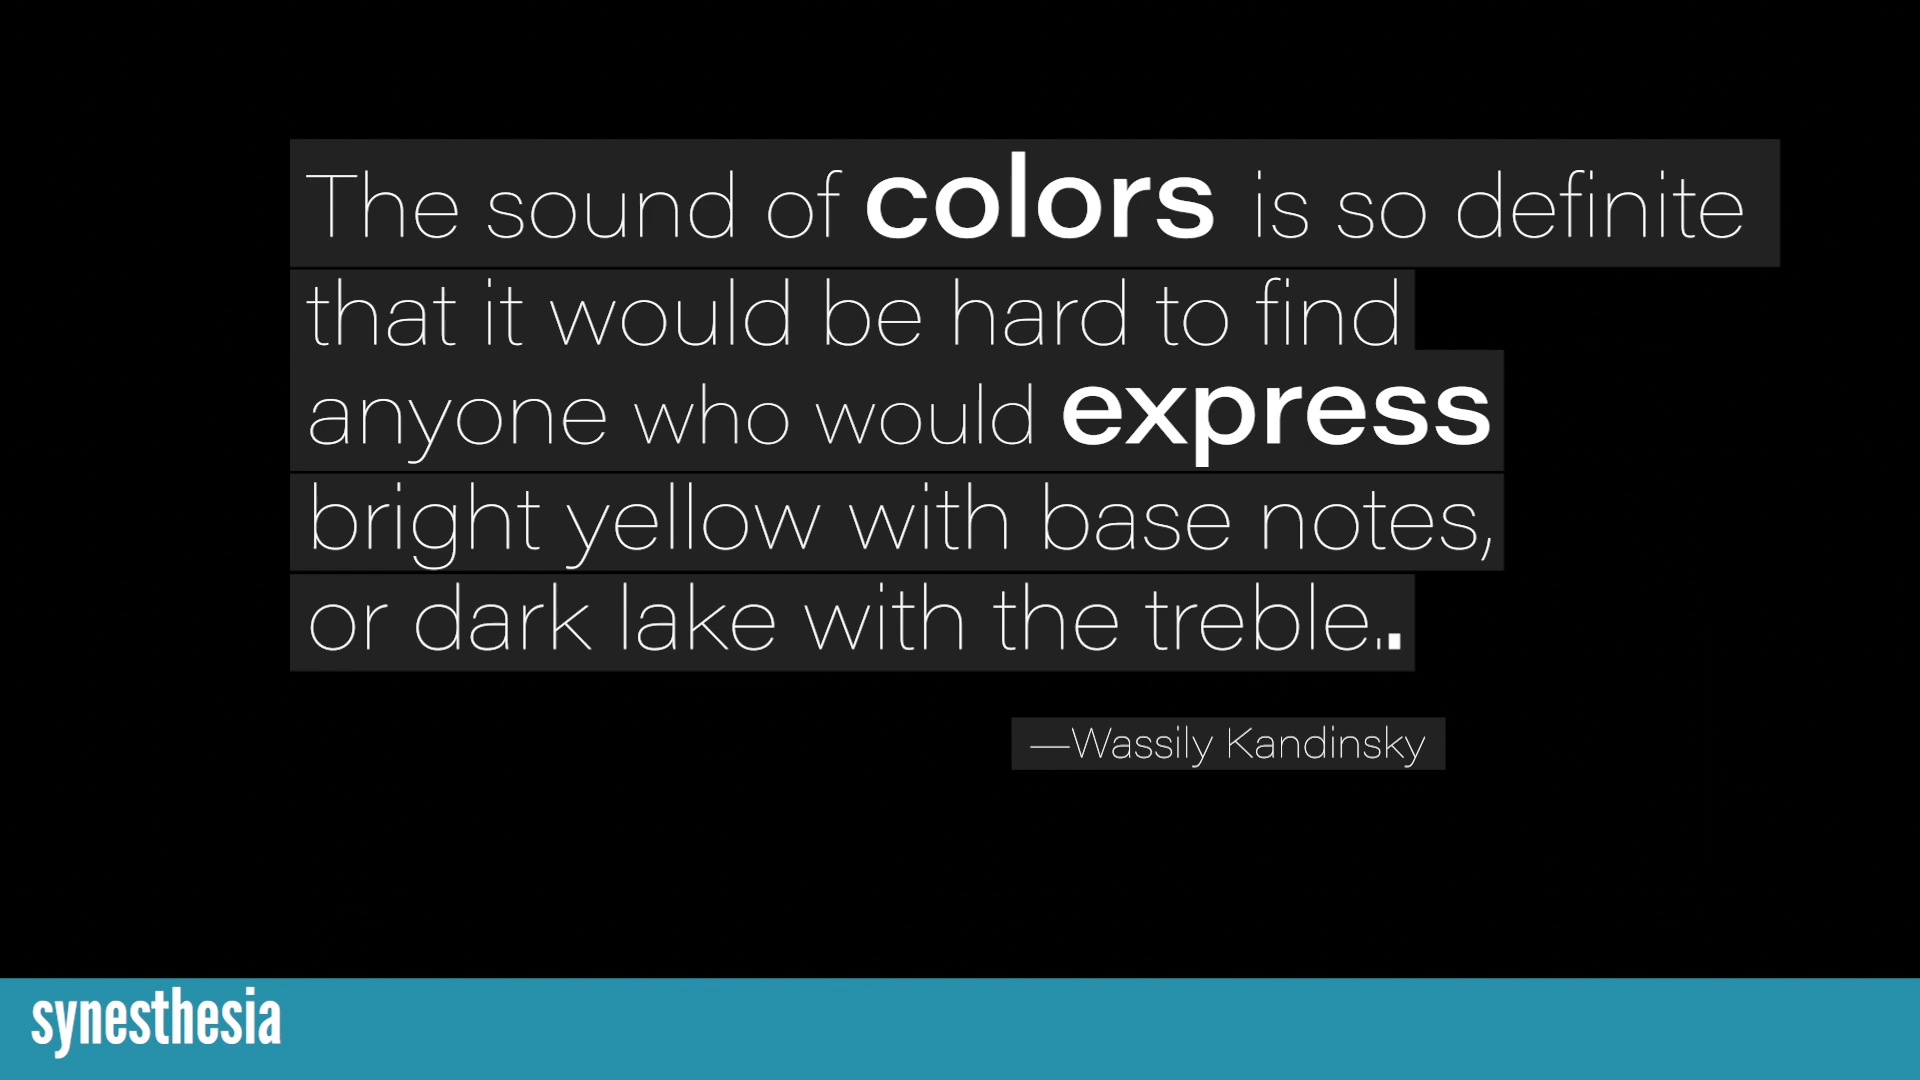 The sound of colors is so definite
that it would be hard to find
anyone who would express
bright yellow with base notes,
or dark lake with the treble..
—Wassily Kandinsky
synesthesia